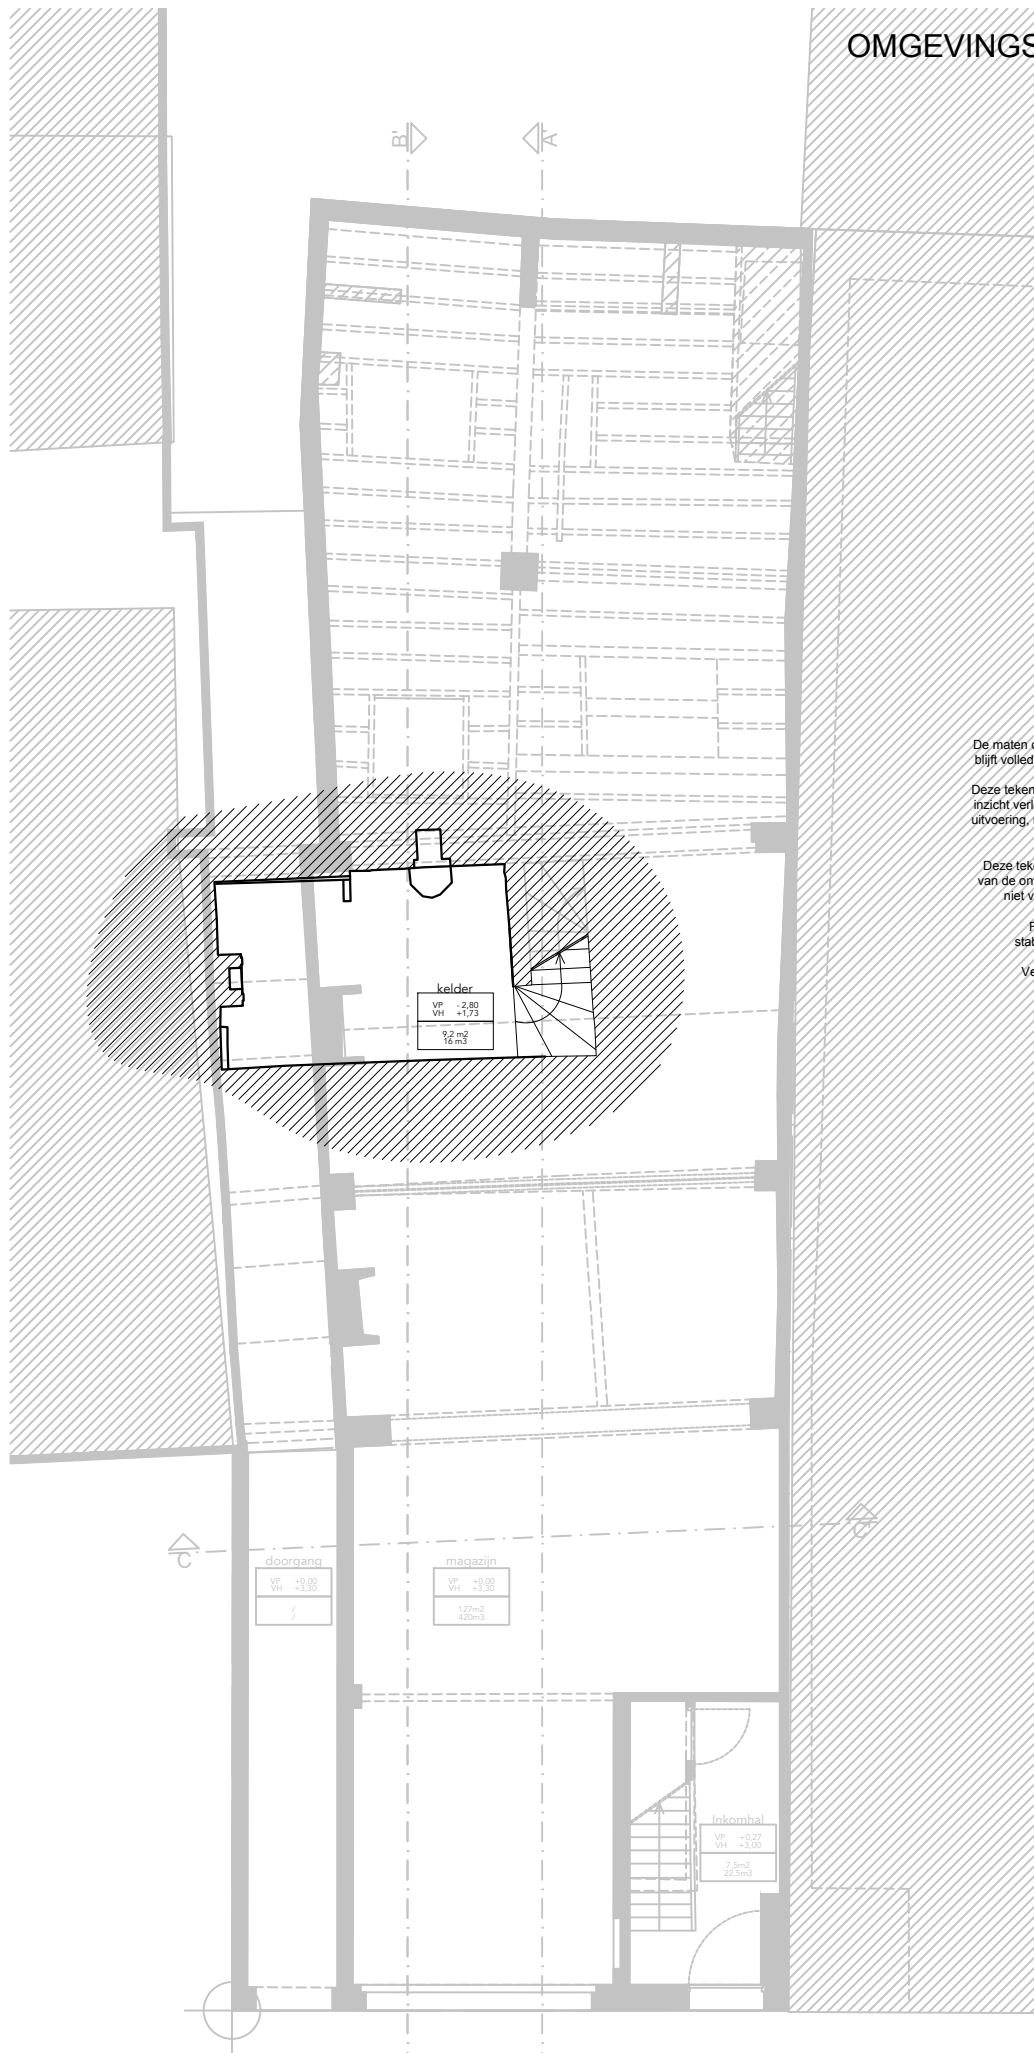 OMGEVINGS
B'
A'
De maten
blijft volled
Deze teken
inzicht verl
uitvoering,
Deze teke
van de om
niet v
F
stab
Ve
kelder
VP - 2,80
VH +1,73
9,2 m2
16 m3
C
C'
doorgang
VP +0,00
VH +3,30
/
/
magazijn
VP +0,00
VH +3,30
127m2
420m3
Inkomhal
VP +0,27
VH +3,00
7,5m2
22,5m3